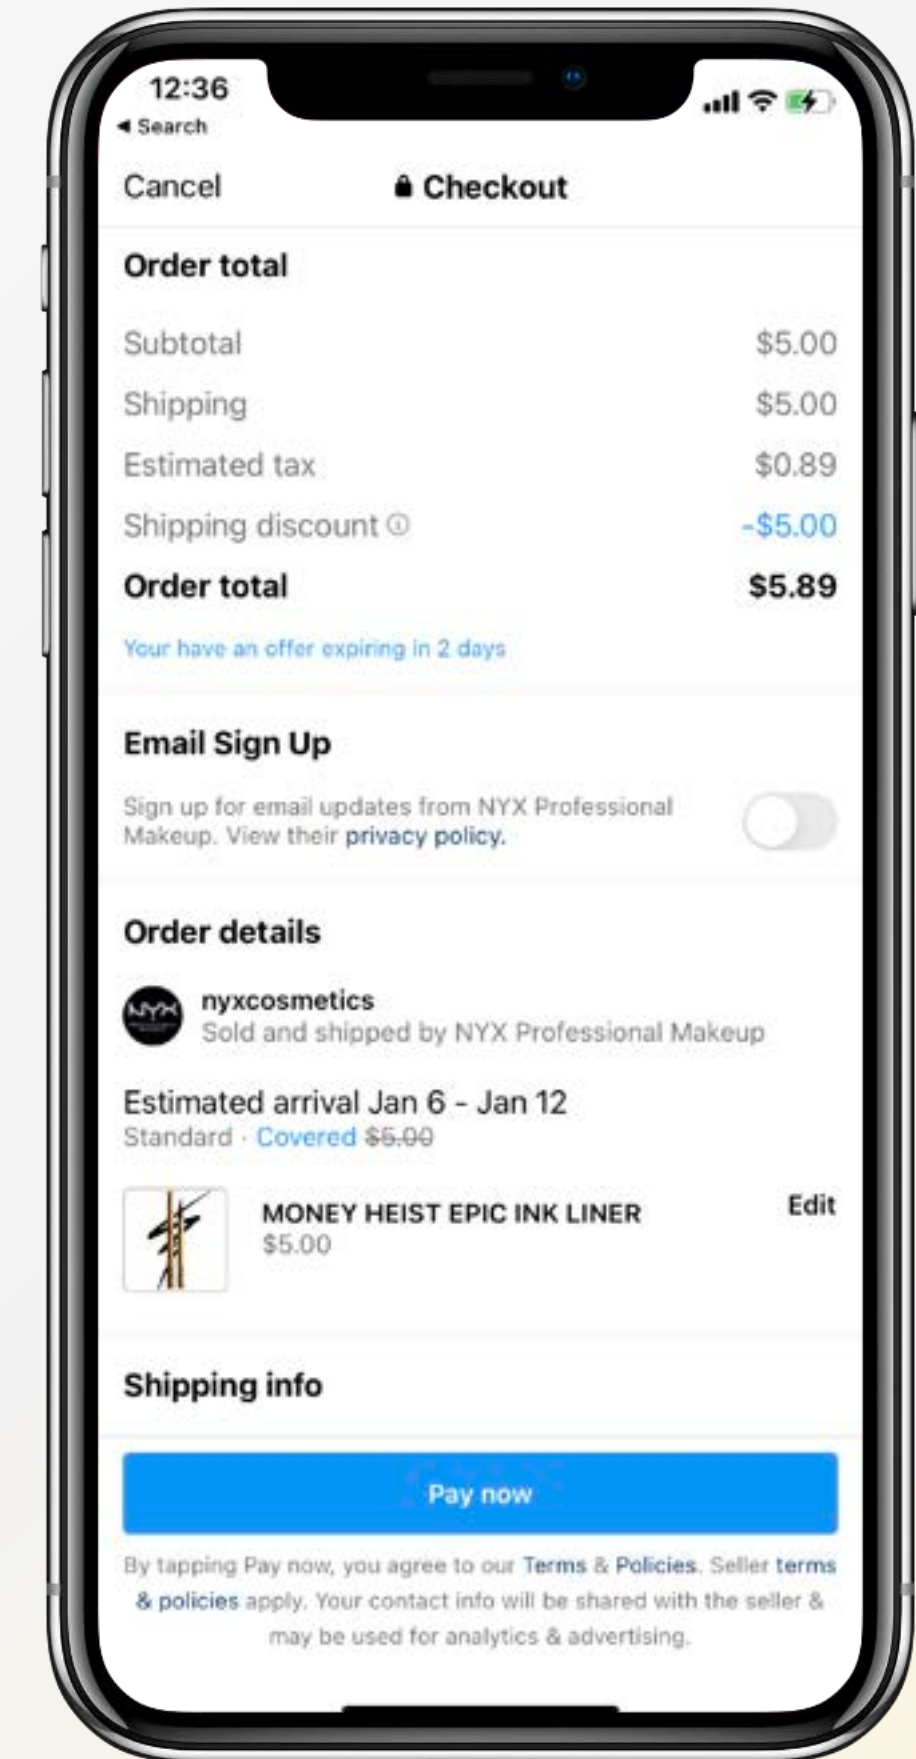 12:36
◀ Search
Cancel
Checkout
Order total
Subtotal $5.00
Shipping $5.00
Estimated tax $0.89
Shipping discount ⓘ -$5.00
Order total $5.89
Your have an offer expiring in 2 days
Email Sign Up
Sign up for email updates from NYX Professional
Makeup. View their privacy policy.
Order details
NYX
nyxcosmetics
Sold and shipped by NYX Professional Makeup
Estimated arrival Jan 6 - Jan 12
Standard · Covered $5.00
MONEY HEIST EPIC INK LINER
Edit
$5.00
Shipping info
Pay now
By tapping Pay now, you agree to our Terms & Policies. Seller terms
& policies apply. Your contact info will be shared with the seller &
may be used for analytics & advertising.